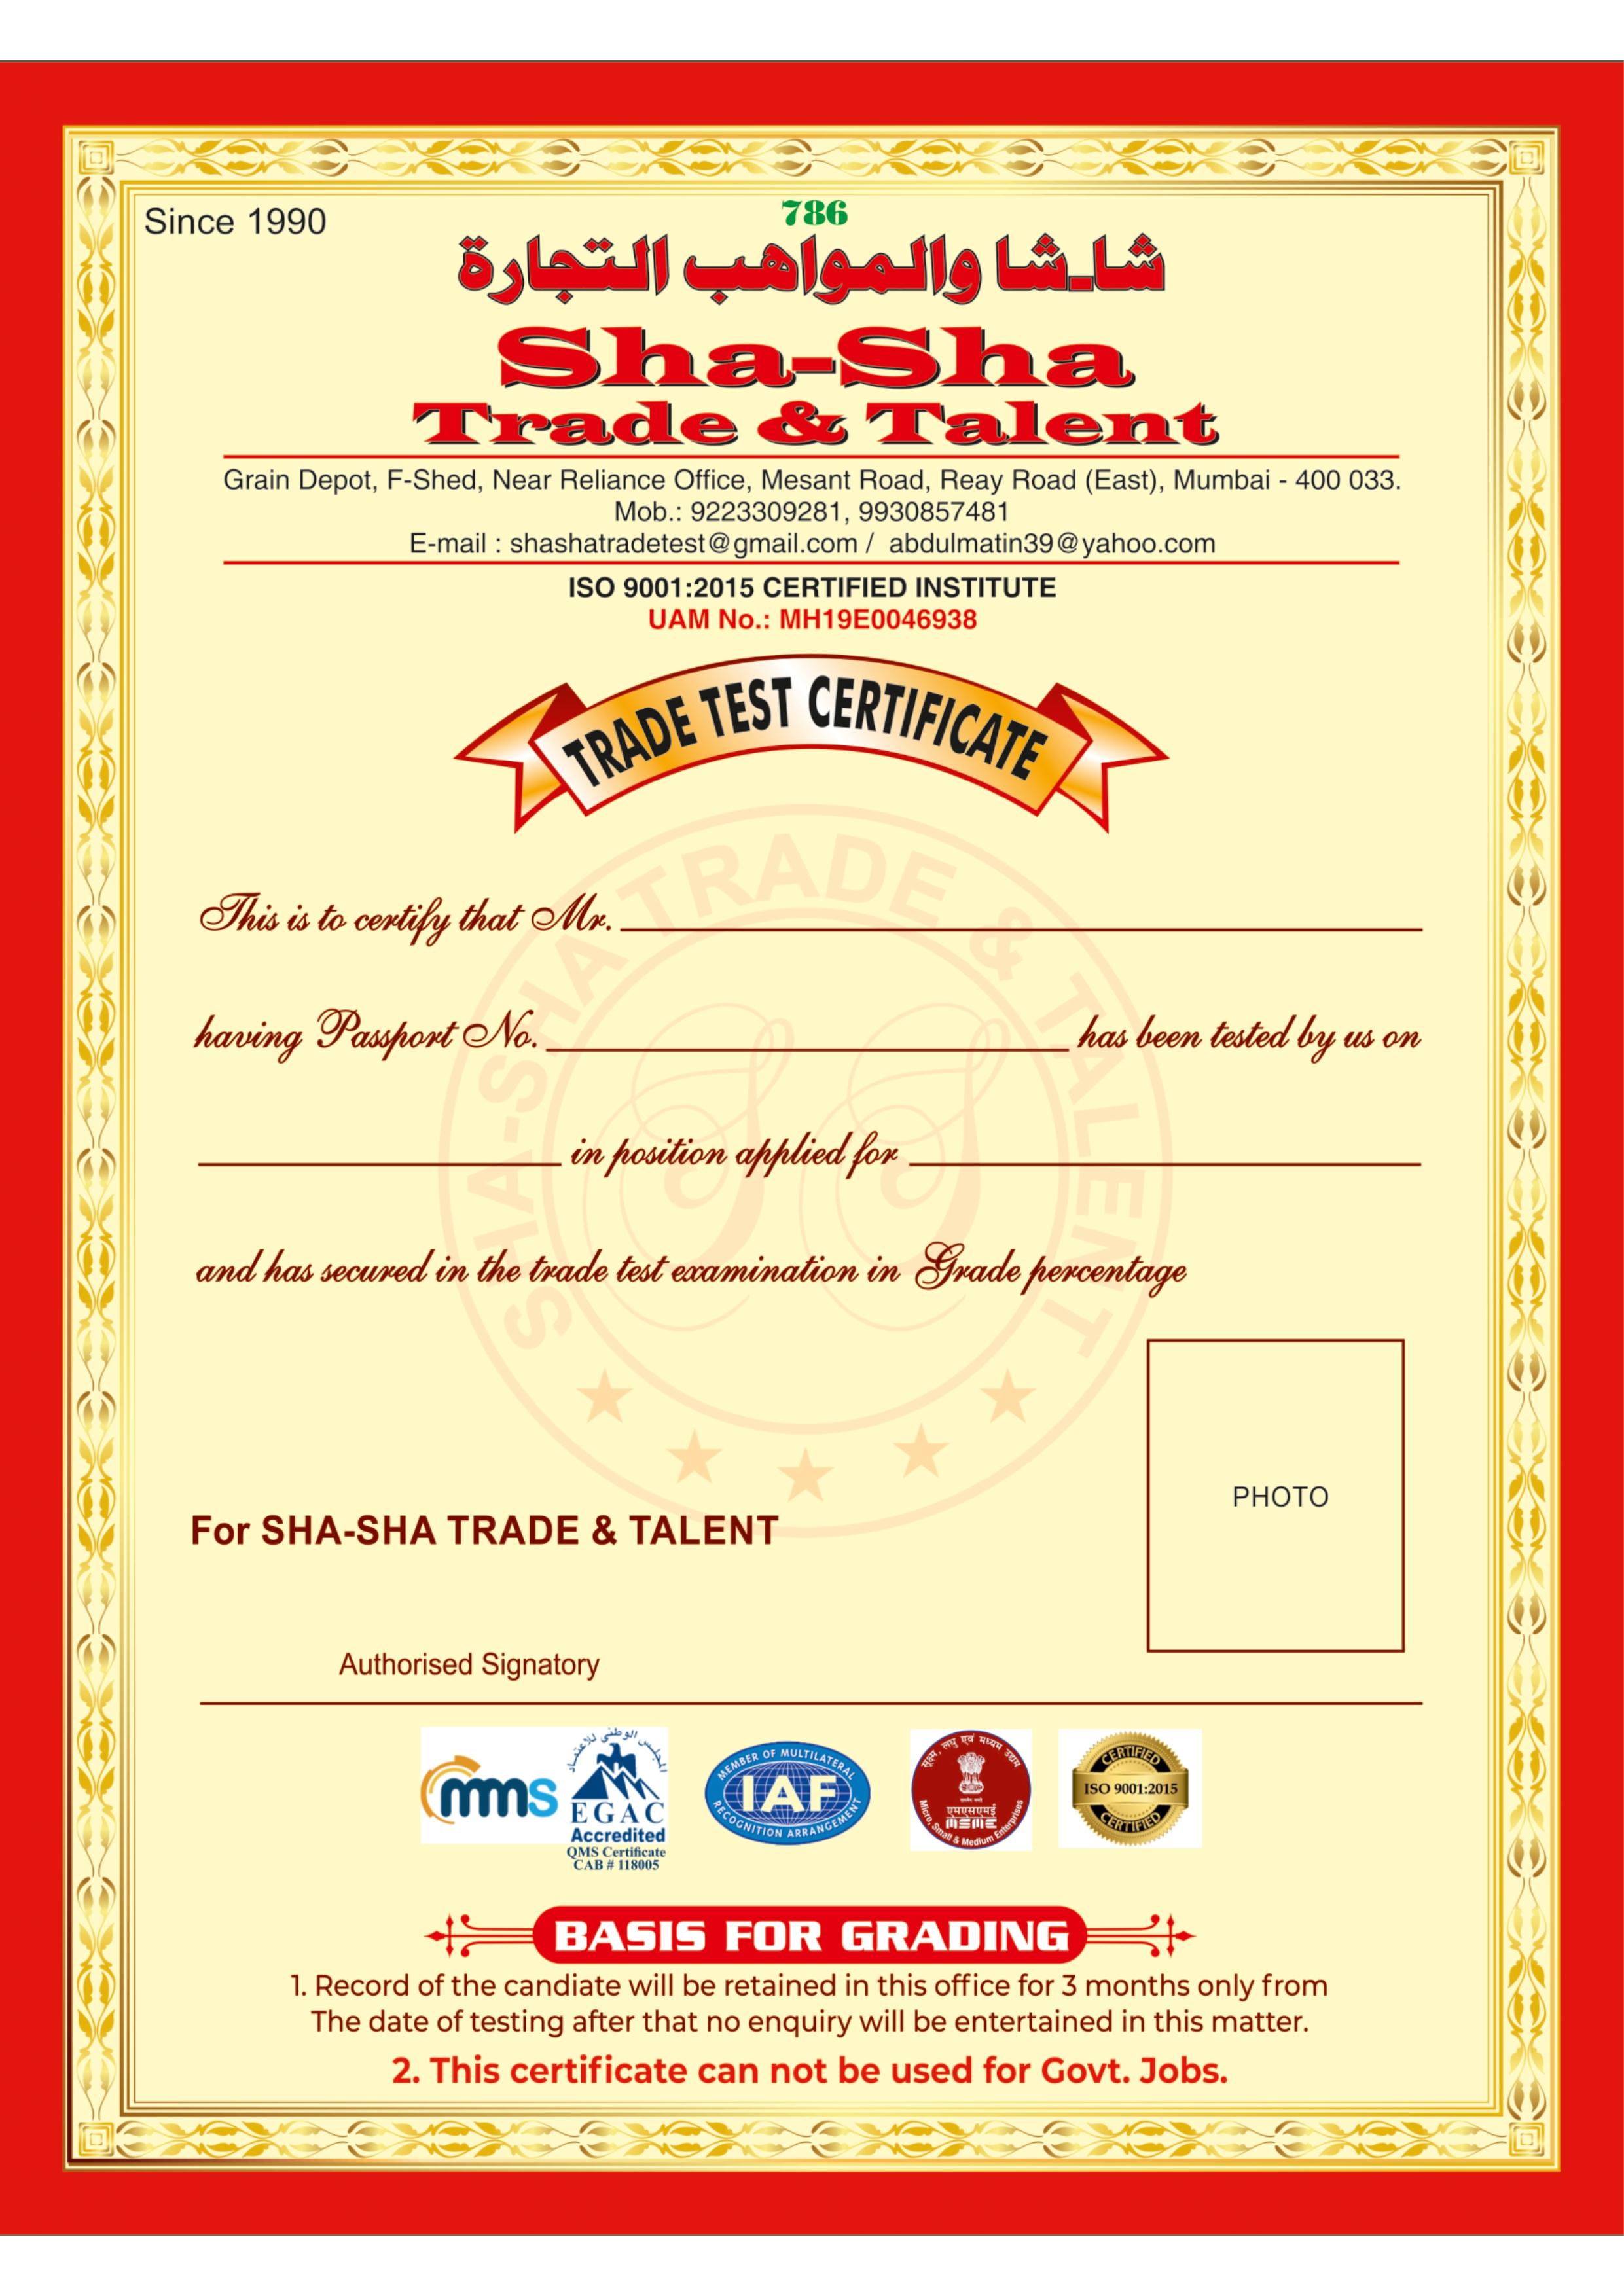 Since 1990
786
شا-شا والمواهب التجارة
Sha-Sha
Trade & Talent
Grain Depot, F-Shed, Near Reliance Office, Mesant Road, Reay Road (East), Mumbai - 400 033.
Mob.: 9223309281, 9930857481
E-mail : shashatradetest@gmail.com / abdulmatin39@yahoo.com
ISO 9001:2015 CERTIFIED INSTITUTE
UAM No.: MH19E0046938
TRADE TEST CERTIFICATE
SHA-SHA TRADE & TALENT
SS
This is to certify that Mr.
having Passport No. has been tested by us on
in position applied for
and has secured in the trade test examination in Grade percentage
PHOTO
For SHA-SHA TRADE & TALENT
Authorised Signatory
mms
المجلس الوطني للاعتماد
EGAC
Accredited
QMS Certificate
CAB # 118005
MEMBER OF MULTILATERAL
IAF
RECOGNITION ARRANGEMENT
सूक्ष्म, लघु एवं मध्यम उद्यम
एमएसएमई
MSME
Micro, Small & Medium Enterprises
CERTIFIED
ISO 9001:2015
CERTIFIED
BASIS FOR GRADING
1. Record of the candiate will be retained in this office for 3 months only from
The date of testing after that no enquiry will be entertained in this matter.
2. This certificate can not be used for Govt. Jobs.